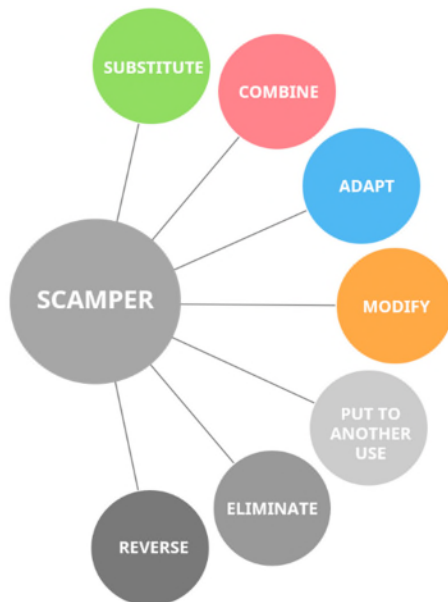 SUBSTITUTE
COMBINE
ADAPT
SCAMPER
MODIFY
PUT TO
ANOTHER
USE
ELIMINATE
REVERSE